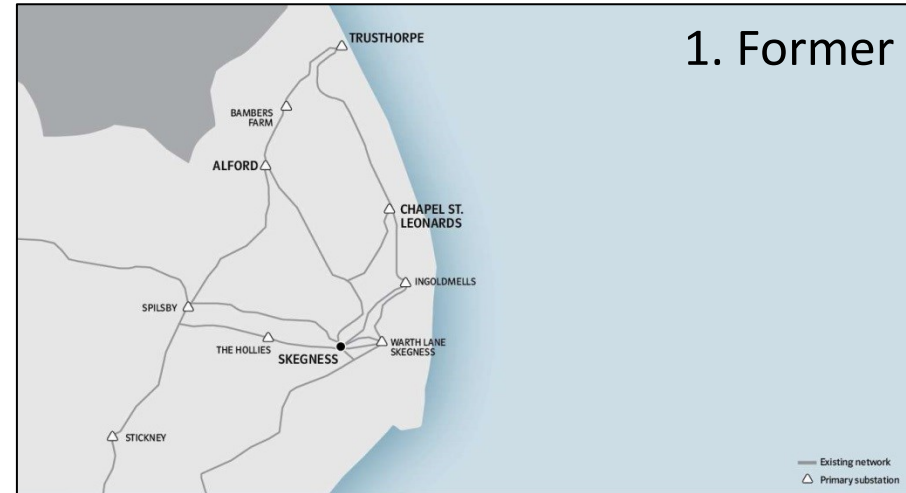 1. Former
TRUSTHORPE
BAMBERS
FARM
ALFORD
CHAPEL ST.
LEONARDS
INGOLDMELLS
SPILSBY
THE HOLLIES
SKEGNESS
WARTH LANE
SKEGNESS
STICKNEY
Existing network
Primary substation